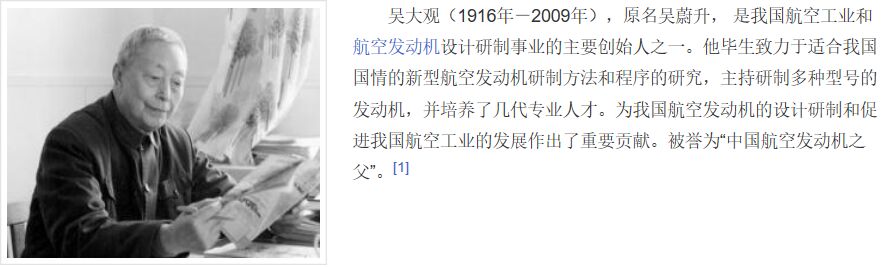 吴大观（1916年－2009年），原名吴蔚升， 是我国航空工业和
航空发动机设计研制事业的主要创始人之一。他毕生致力于适合我国
国情的新型航空发动机研制方法和程序的研究，主持研制多种型号的
发动机，并培养了几代专业人才。为我国航空发动机的设计研制和促
进我国航空工业的发展作出了重要贡献。被誉为“中国航空发动机之
父”。[1]